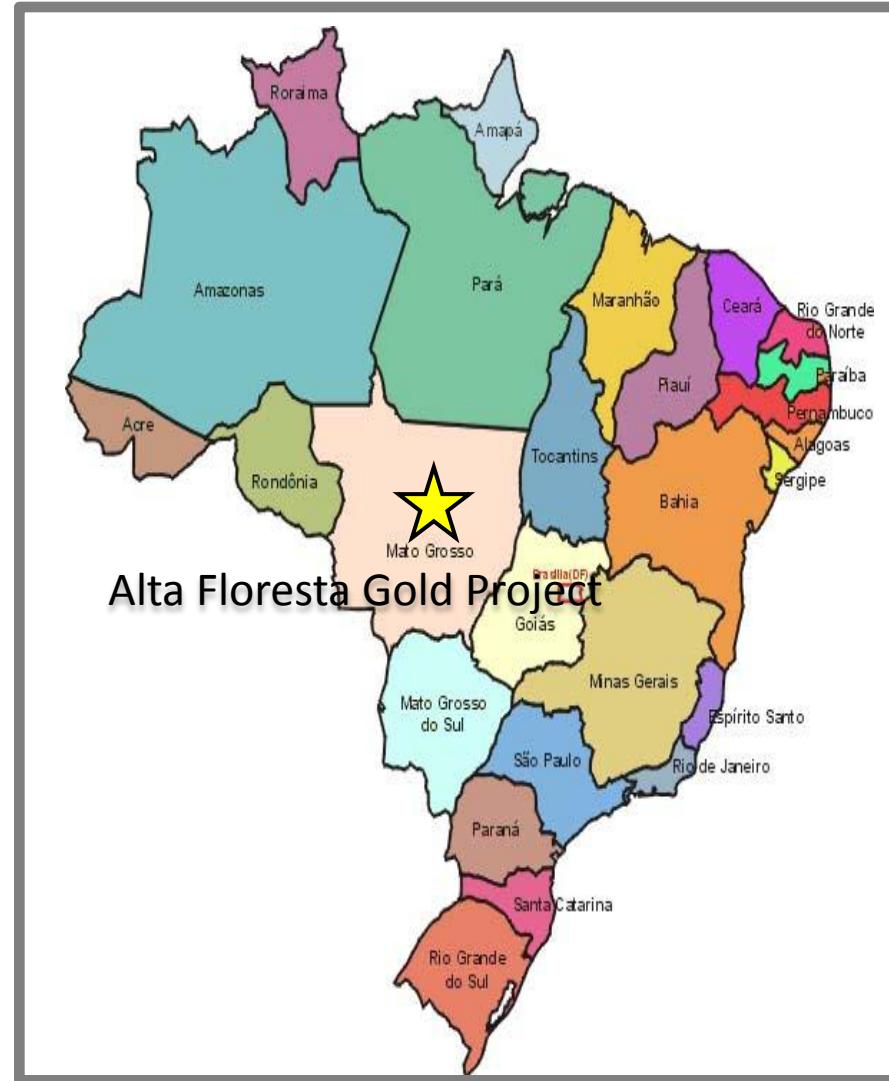 Roraima
Amapá
Amazonas
Pará
Maranhão
Ceará
Rio Grande
do Norte
Paraíba
Piauí
Pernambuco
Acre
Alagoas
Rondônia
Tocantins
Sergipe
Bahia
Mato Grosso
Brasília(DF)
Alta Floresta Gold Project
Goiás
Minas Gerais
Mato Grosso
do Sul
Espírito Santo
São Paulo
Rio de Janeiro
Paraná
Santa Catarina
Rio Grande
do Sul